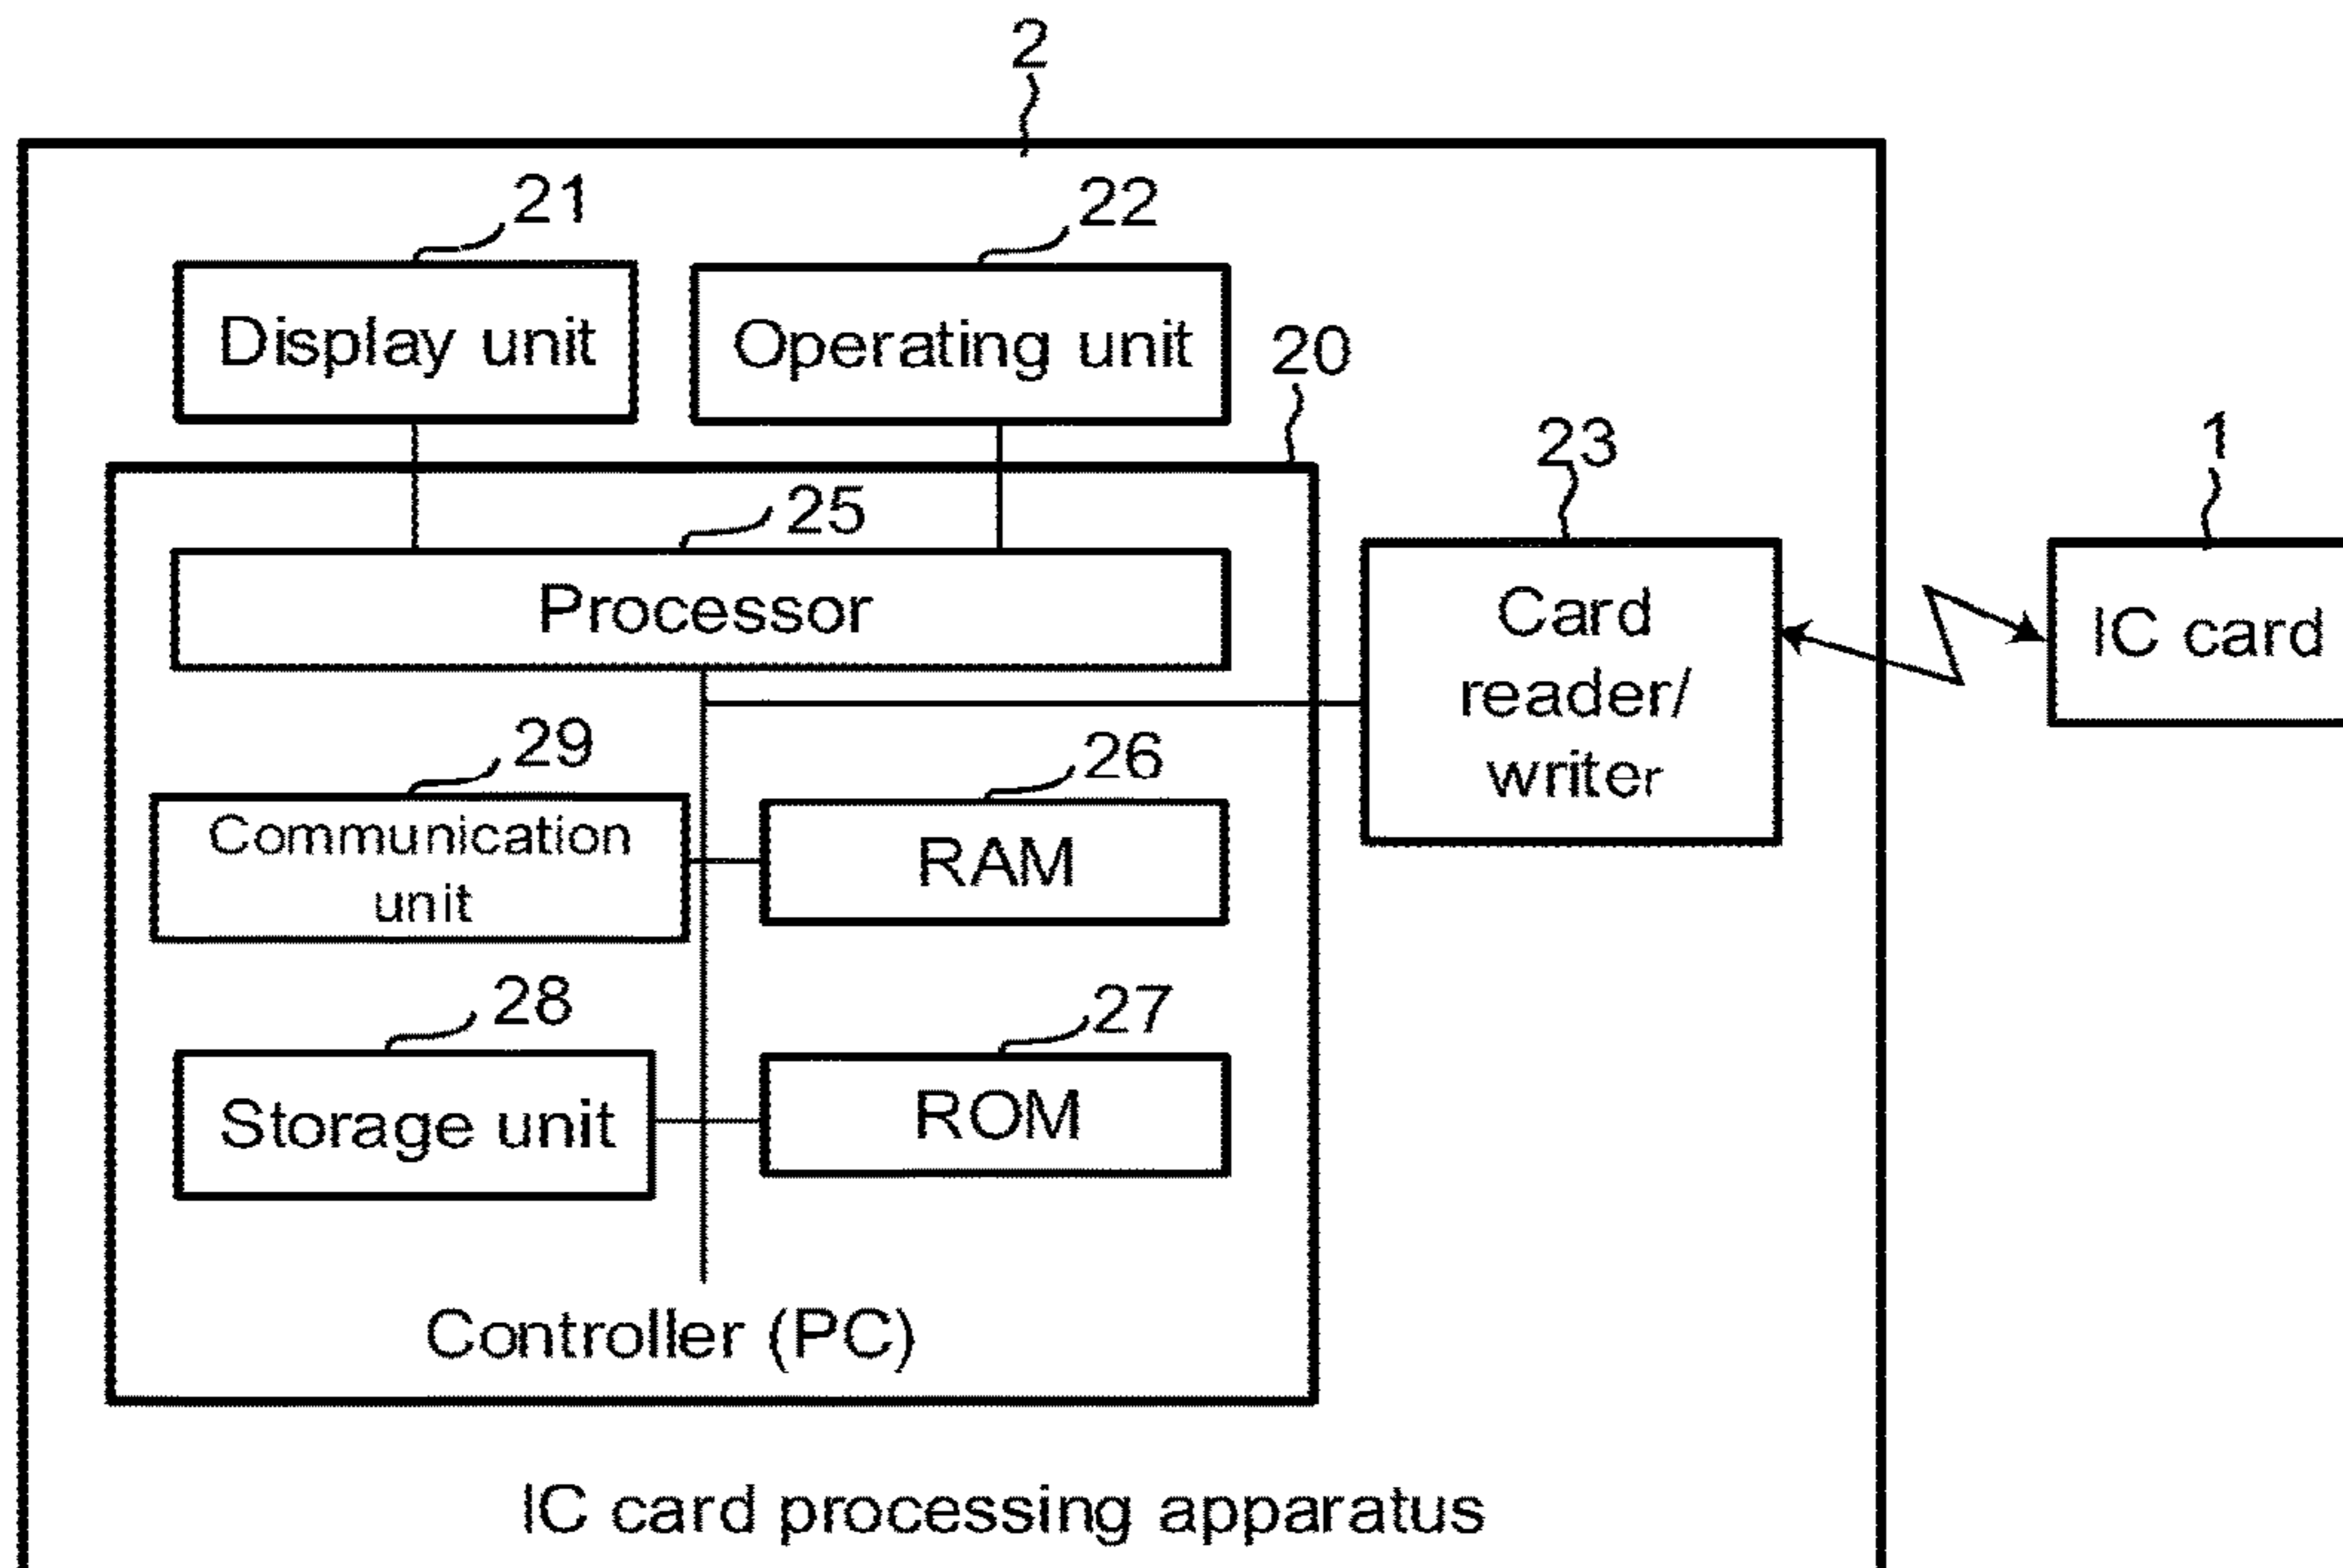 2
21
22
Display unit
Operating unit
20
23
1
25
Processor
Card
reader/
writer
IC card
29
26
Communication
unit
RAM
28
27
Storage unit
ROM
Controller (PC)
IC card processing apparatus